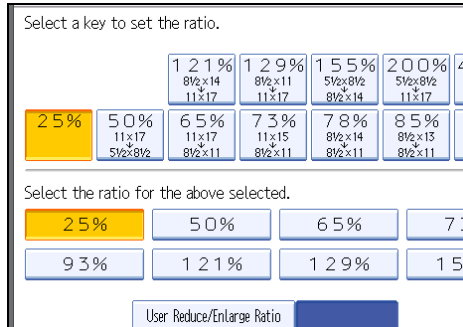 Select a key to set the ratio.
121% 129% 155% 200%
8½×14 8½×11 5½×8½ 5½×8½
11×17 11×17 8½×14 11×17
25% 50% 65% 73% 78% 85%
11×17 11×17 11×15 8½×14 8½×13
5½×8½ 8½×11 8½×11 8½×11 8½×11
Select the ratio for the above selected.
25% 50% 65%
93% 121% 129%
User Reduce/Enlarge Ratio